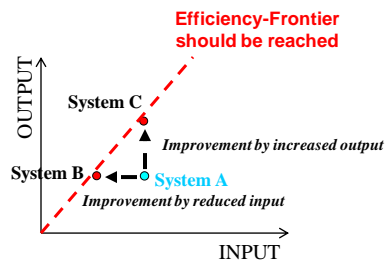 Efficiency-Frontier
should be reached
OUTPUT
System C
Improvement by increased output
System B
System A
Improvement by reduced input
INPUT